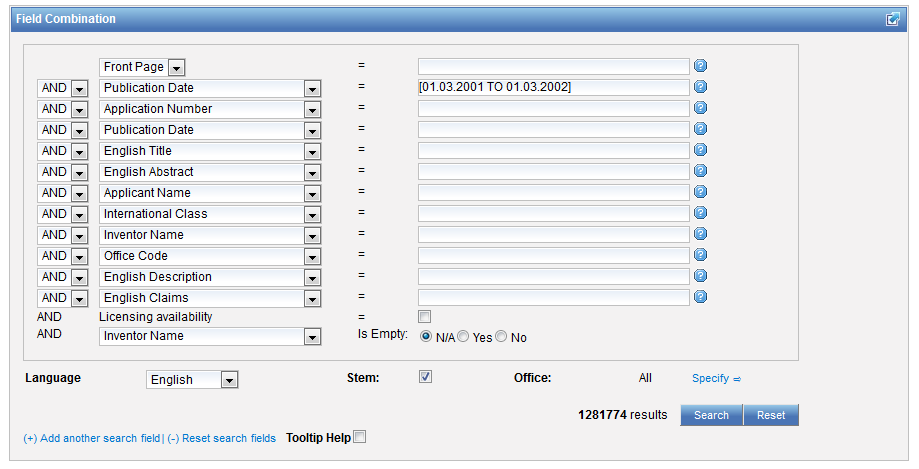 Field Combination
Front Page =
AND Publication Date = [01.03.2001 TO 01.03.2002]
AND Application Number =
AND Publication Date =
AND English Title =
AND English Abstract =
AND Applicant Name =
AND International Class =
AND Inventor Name =
AND Office Code =
AND English Description =
AND English Claims =
AND Licensing availability =
AND Inventor Name Is Empty: N/A Yes No
Language English Stem: Office: All Specify ⇨
1281774 results Search Reset
(+) Add another search field | (-) Reset search fields Tooltip Help